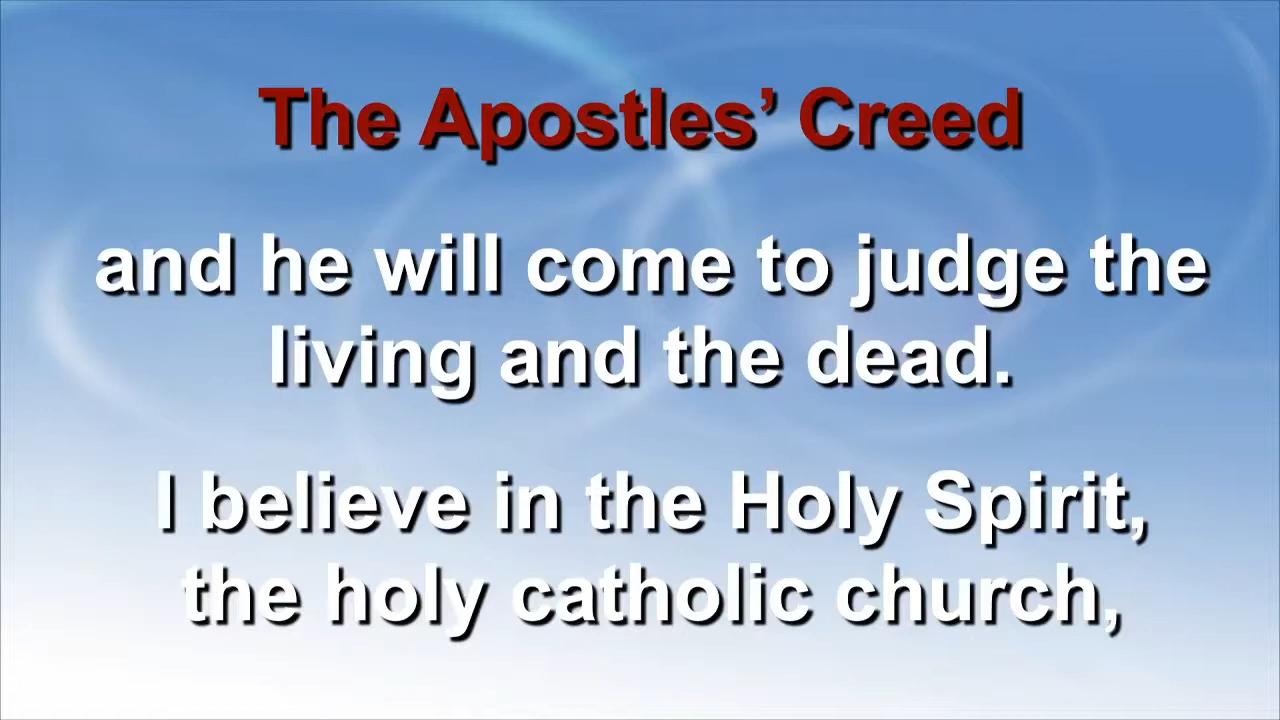 The Apostles’ Creed
and he will come to judge the
living and the dead.
I believe in the Holy Spirit,
the holy catholic church,